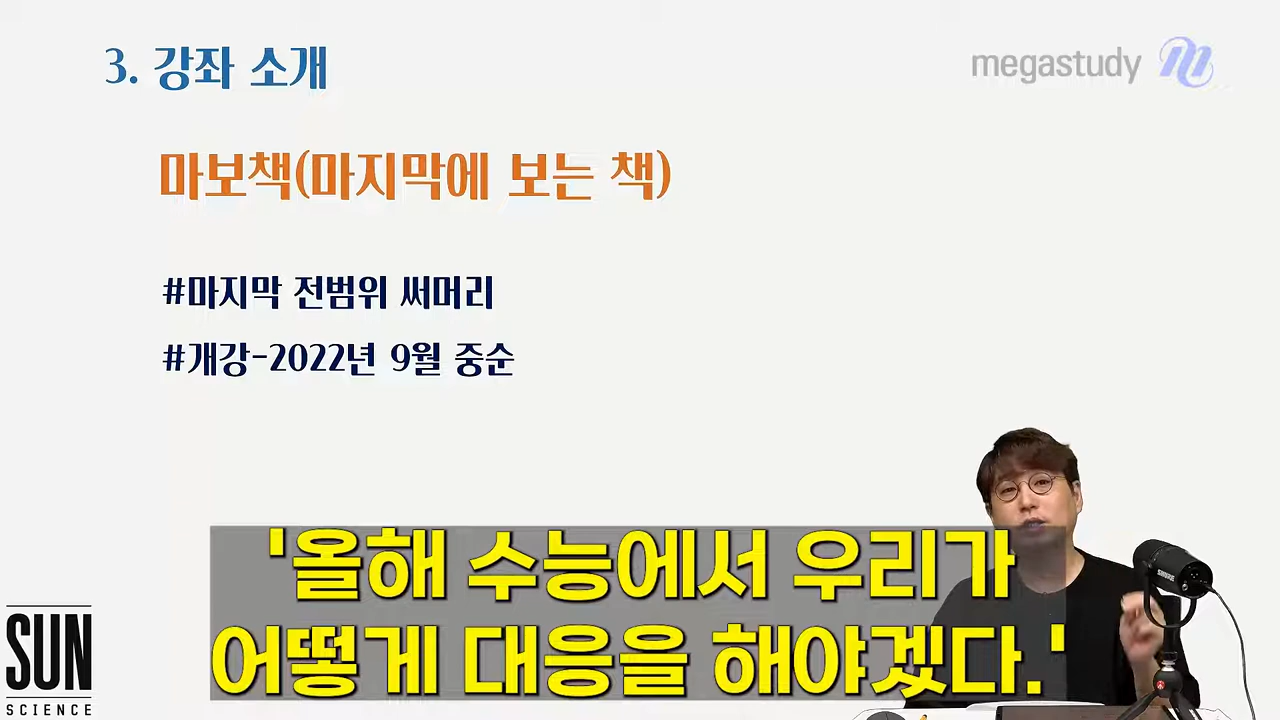 3. 강좌 소개
megastudy
마보책(마지막에 보는 책)
#마지막 전범위 써머리
#개강-2022년 9월 중순
'올해 수능에서 우리가
어떻게 대응을 해야겠다.'
SUN
SCIENCE
SHURE